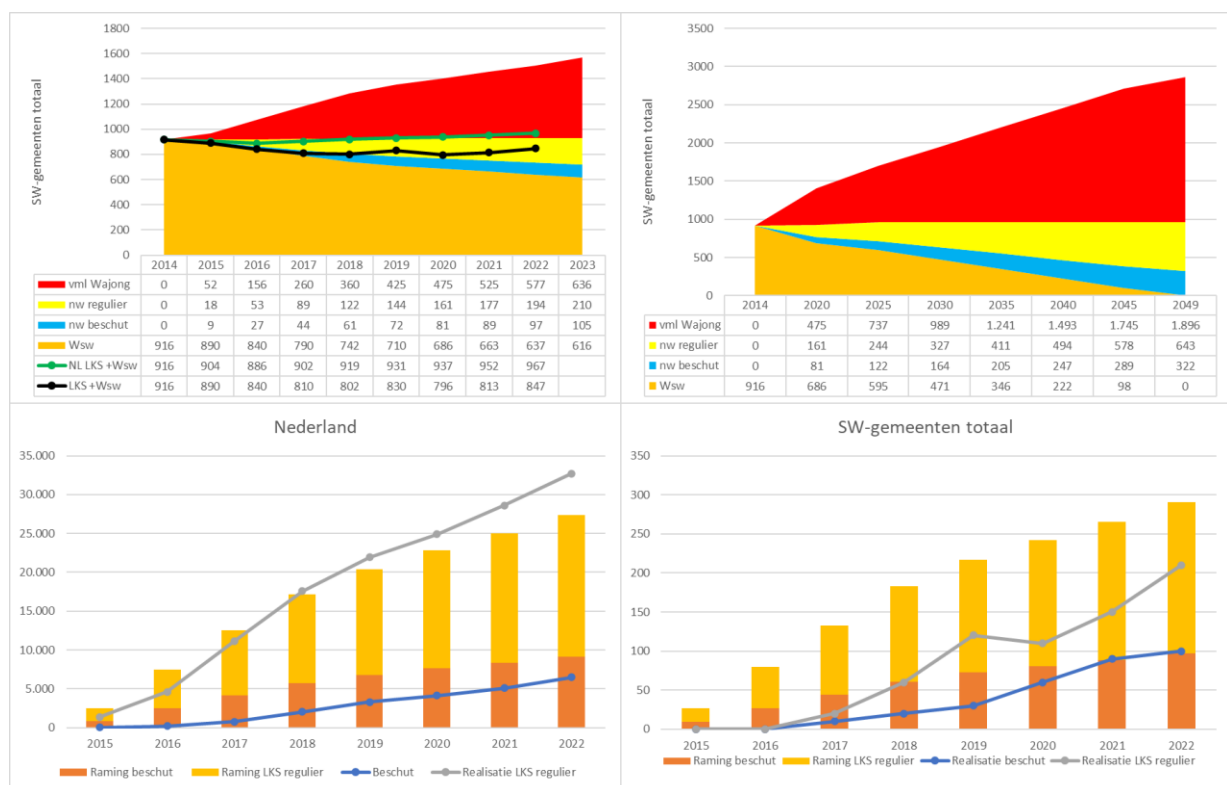 SW-gemeenten totaal
1800
1600
1400
1200
1000
800
600
400
200
0
2014 2015 2016 2017 2018 2019 2020 2021 2022 2023
vml Wajong 0 52 156 260 360 425 475 525 577 636
nw regulier 0 18 53 89 122 144 161 177 194 210
nw beschut 0 9 27 44 61 72 81 89 97 105
Wsw 916 890 840 790 742 710 686 663 637 616
NL LKS +Wsw 916 904 886 902 919 931 937 952 967
LKS +Wsw 916 890 840 810 802 830 796 813 847
SW-gemeenten totaal
3500
3000
2500
2000
1500
1000
500
0
2014 2020 2025 2030 2035 2040 2045 2049
vml Wajong 0 475 737 989 1.241 1.493 1.745 1.896
nw regulier 0 161 244 327 411 494 578 643
nw beschut 0 81 122 164 205 247 289 322
Wsw 916 686 595 471 346 222 98 0
Nederland
35.000
30.000
25.000
20.000
15.000
10.000
5.000
0
2015 2016 2017 2018 2019 2020 2021 2022
Raming beschut Raming LKS regulier Beschut Realisatie LKS regulier
SW-gemeenten totaal
350
300
250
200
150
100
50
0
2015 2016 2017 2018 2019 2020 2021 2022
Raming beschut Raming LKS regulier Realisatie beschut Realisatie LKS regulier